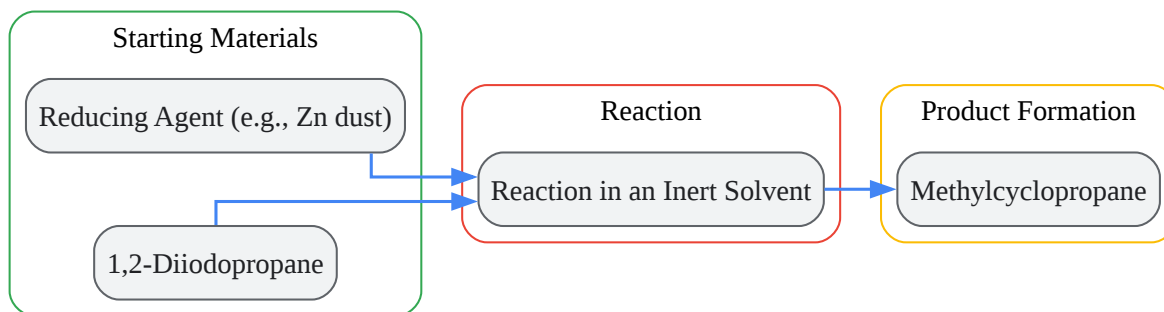 Starting Materials
Reducing Agent (e.g., Zn dust)
1,2-Diiodopropane
Reaction
Reaction in an Inert Solvent
Product Formation
Methylcyclopropane